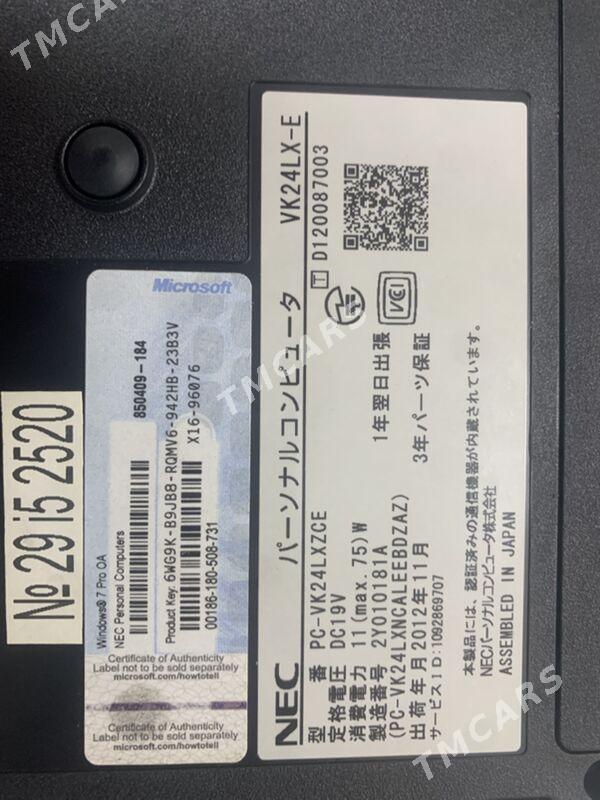 № 29 i5 2520
Microsoft
Windows® 7 Pro OA
850409-184
NEC Personal Computers
Product Key: 6WG9K-B9JB8-RQMV6-942HB-23B3V
00186-180-508-731
X16-96076
Certificate of Authenticity
Label not to be sold separately
microsoft.com/howtotell
Certificate of Authenticity
Label not to be sold separately
microsoft.com/howtotell
NEC パーソナルコンピュータ VK24LX-E
型 番 PC-VK24LXZCE
T D120087003
定格電圧 DC19V
消費電力 11(max.75)W
製造番号 2Y010181A
(PC-VK24LXNCALEEBDZAZ)
出荷年月2012年11月
サービスID:1092869707
VCI
1年翌日出張
3年パーツ保証
本製品には、認証済みの通信機器が内蔵されています。
NECパーソナルコンピュータ株式会社
ASSEMBLED IN JAPAN
TMCARS
TMCARS
TMCARS